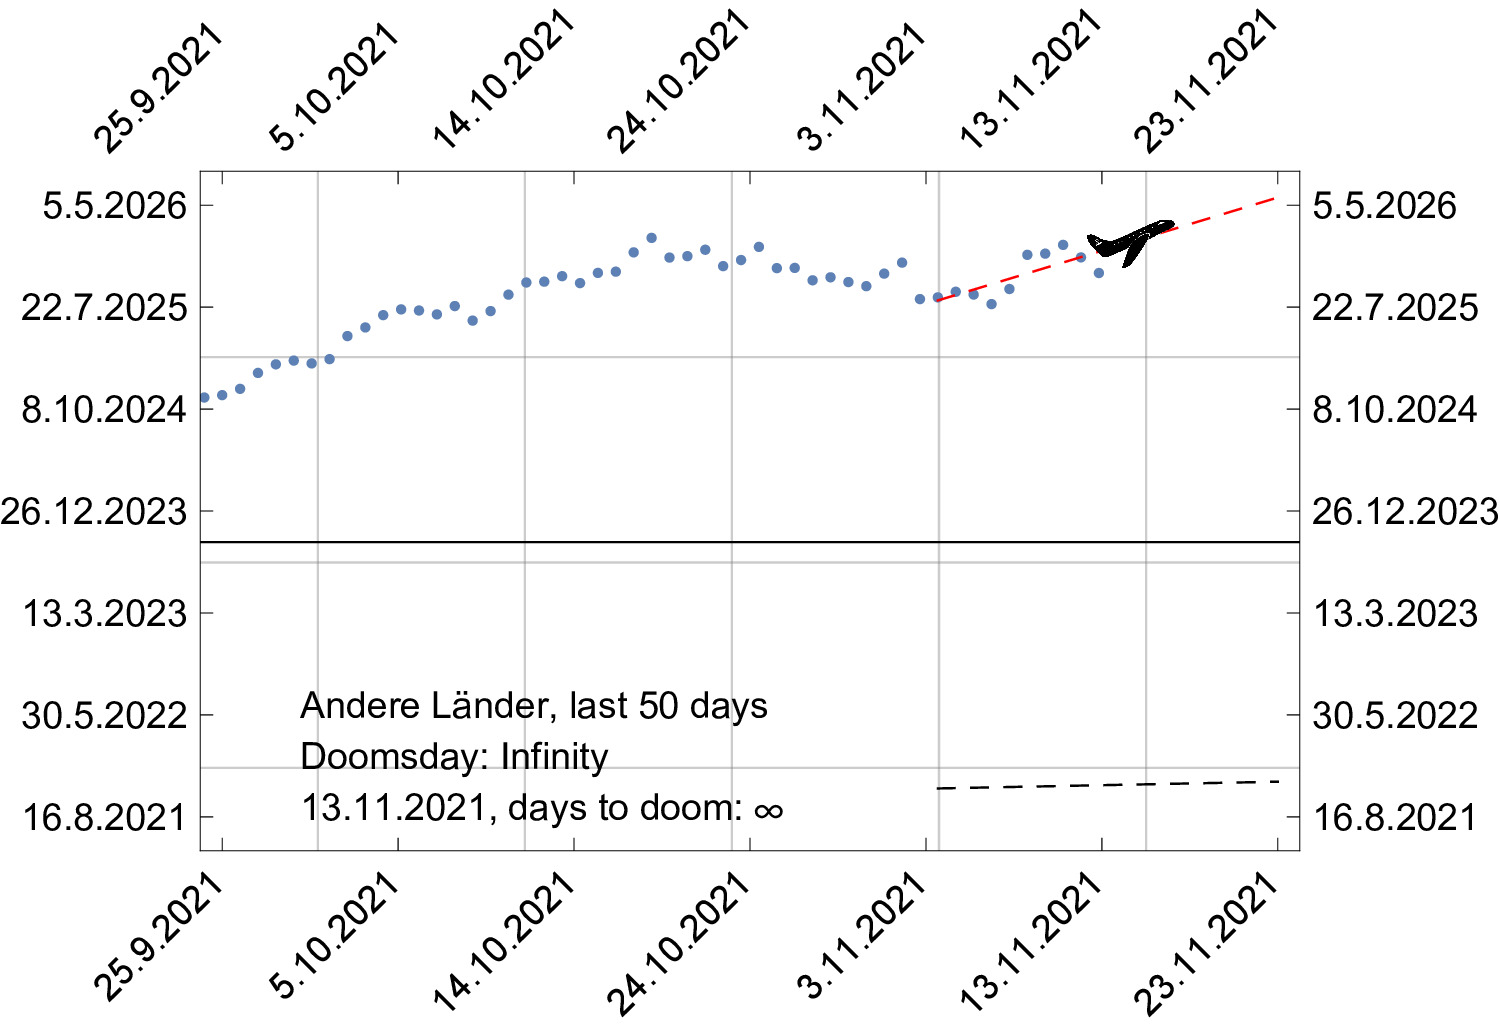 25.9.2021 5.10.2021 14.10.2021 24.10.2021 3.11.2021 13.11.2021 23.11.2021
5.5.2026 5.5.2026
22.7.2025 22.7.2025
8.10.2024 8.10.2024
26.12.2023 26.12.2023
13.3.2023 13.3.2023
30.5.2022 30.5.2022
16.8.2021 16.8.2021
Andere Länder, last 50 days
Doomsday: Infinity
13.11.2021, days to doom: ∞
25.9.2021 5.10.2021 14.10.2021 24.10.2021 3.11.2021 13.11.2021 23.11.2021